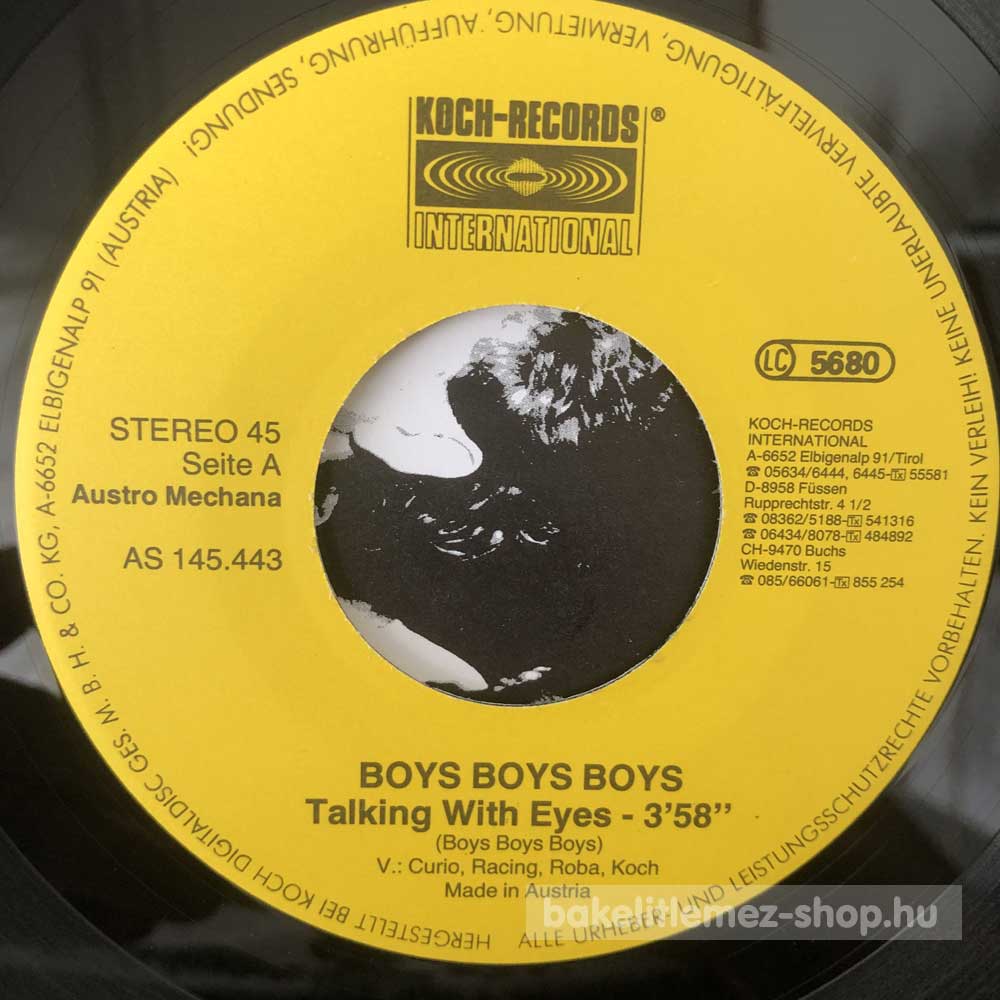 KOCH-RECORDS ®
INTERNATIONAL
LC 5680
STEREO 45
Seite A
Austro Mechana
AS 145.443
KOCH-RECORDS
INTERNATIONAL
A-6652 Elbigenalp 91/Tirol
☎ 05634/6444, 6445-Tx 55581
D-8958 Füssen
Rupprechtstr. 4 1/2
☎ 08362/5188-Tx 541316
☎ 06434/8078-Tx 484892
CH-9470 Buchs
Wiedenstr. 15
☎ 085/66061-Tx 855 254
BOYS BOYS BOYS
Talking With Eyes - 3’58’’
(Boys Boys Boys)
V.: Curio, Racing, Roba, Koch
Made in Austria
HERGESTELLT BEI KOCH DIGITALDISC GES. M. B. H. & CO. KG, A-6652 ELBIGENALP 91 (AUSTRIA)
ALLE URHEBER- UND LEISTUNGSSCHUTZRECHTE VORBEHALTEN. KEIN VERLEIH! KEINE UNERLAUBTE VERVIELFÄLTIGUNG, VERMIETUNG, AUFFÜHRUNG, SENDUNG!
bakelitlemez-shop.hu